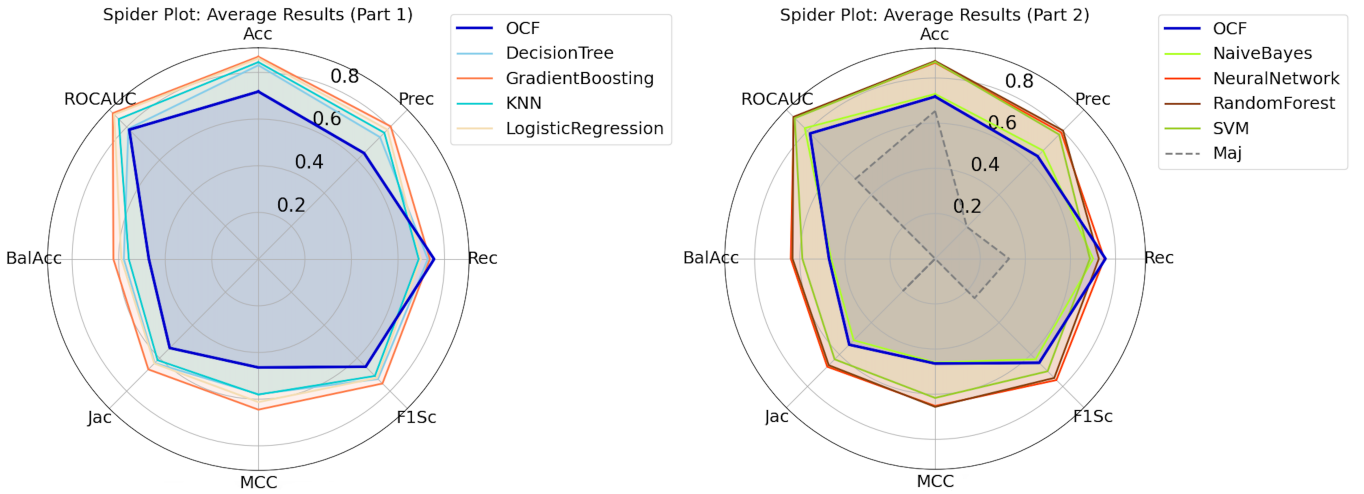 Spider Plot: Average Results (Part 1)
Acc
Prec
Rec
F1Sc
MCC
Jac
BalAcc
ROCAUC
0.2
0.4
0.6
0.8
OCF
DecisionTree
GradientBoosting
KNN
LogisticRegression
Spider Plot: Average Results (Part 2)
Acc
Prec
Rec
F1Sc
MCC
Jac
BalAcc
ROCAUC
0.2
0.4
0.6
0.8
OCF
NaiveBayes
NeuralNetwork
RandomForest
SVM
Maj